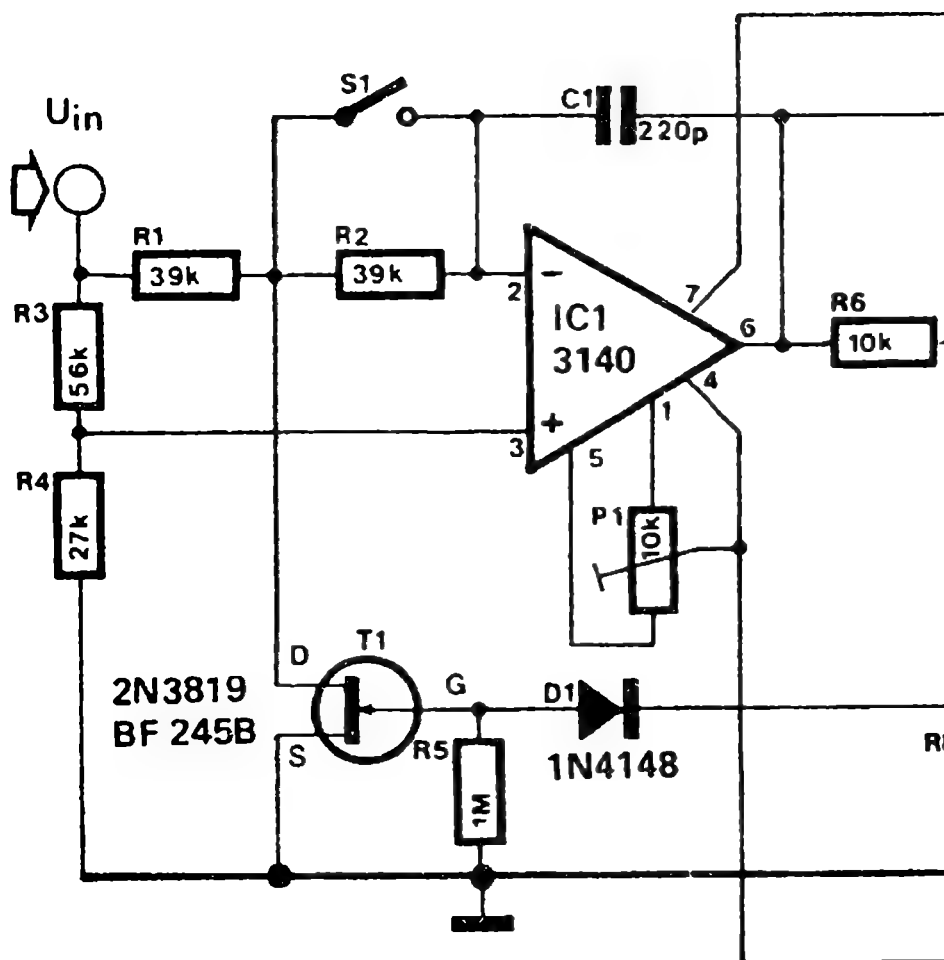 S1
C1
220p
Uin
R1
39k
R2
39k
R3
56k
2
−
7
IC1
3140
6
R6
10k
4
+
3
1
5
R4
27k
P1
10k
T1
D
2N3819
BF 245B
S
G
D1
R5
1M
1N4148